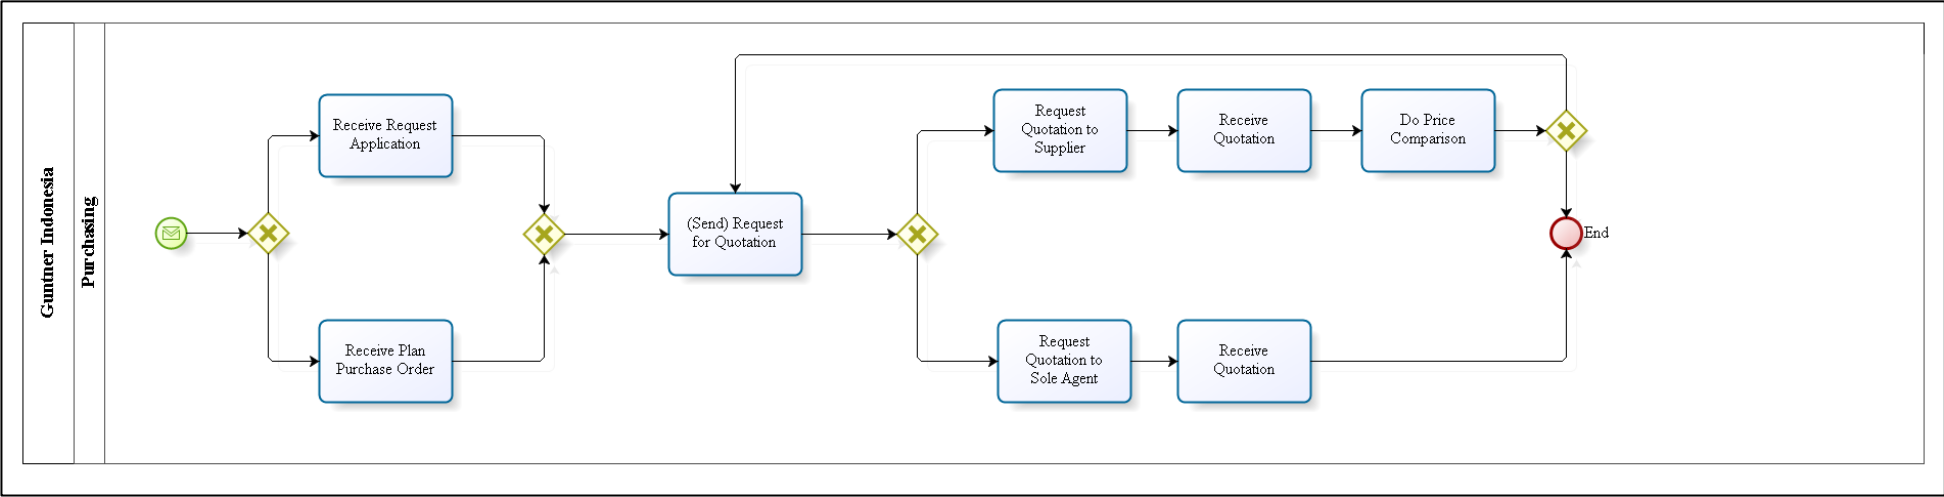 Guntner Indonesia
Purchasing
Receive Request
Application
Receive Plan
Purchase Order
(Send) Request
for Quotation
Request
Quotation to
Supplier
Receive
Quotation
Do Price
Comparison
End
Request
Quotation to
Sole Agent
Receive
Quotation